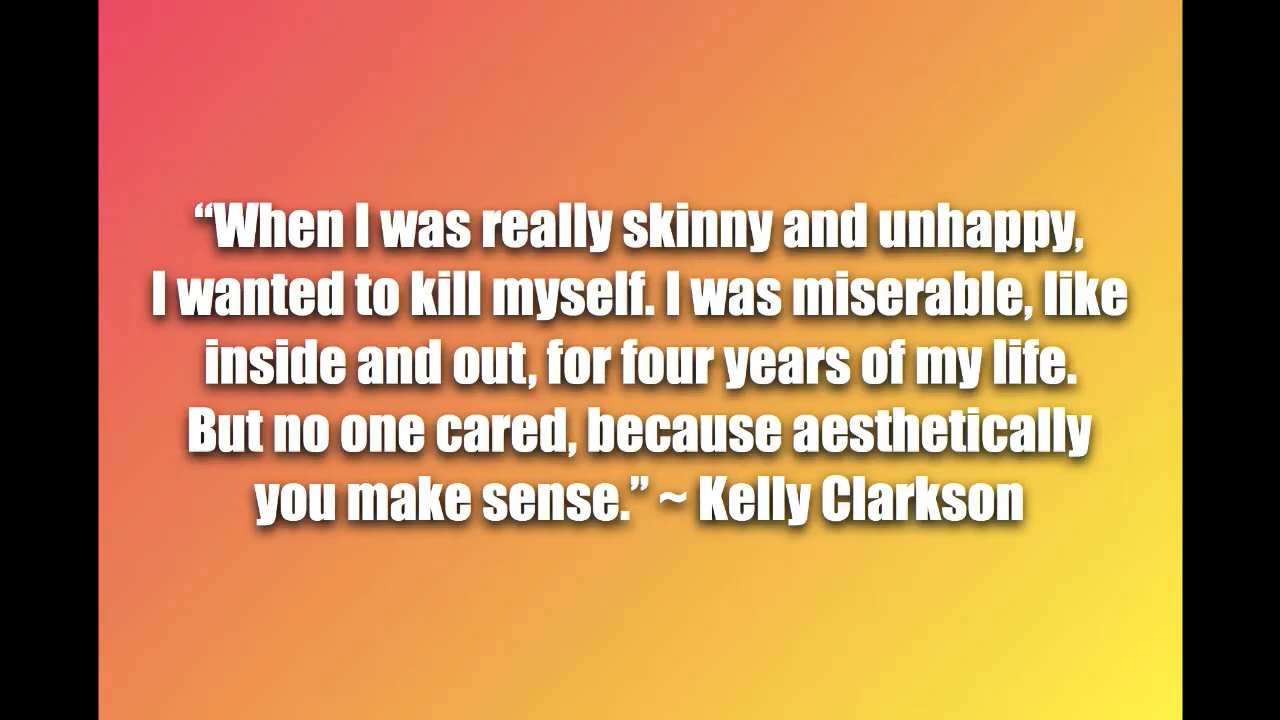 “When I was really skinny and unhappy,
I wanted to kill myself. I was miserable, like
inside and out, for four years of my life.
But no one cared, because aesthetically
you make sense.” ~ Kelly Clarkson